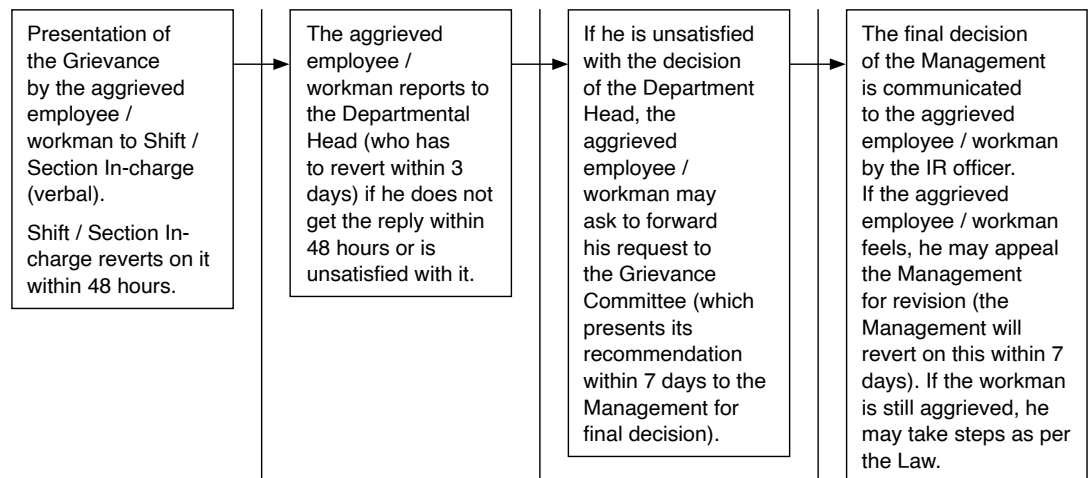 Presentation of
the Grievance
by the aggrieved
employee /
workman to Shift /
Section In-charge
(verbal).
Shift / Section In-
charge reverts on it
within 48 hours.
The aggrieved
employee /
workman reports to
the Departmental
Head (who has
to revert within 3
days) if he does not
get the reply within
48 hours or is
unsatisfied with it.
If he is unsatisfied
with the decision
of the Department
Head, the
aggrieved
employee /
workman may
ask to forward
his request to
the Grievance
Committee (which
presents its
recommendation
within 7 days to the
Management for
final decision).
The final decision
of the Management
is communicated
to the aggrieved
employee / workman
by the IR officer.
If the aggrieved
employee / workman
feels, he may appeal
the Management
for revision (the
Management will
revert on this within 7
days). If the workman
is still aggrieved, he
may take steps as per
the Law.